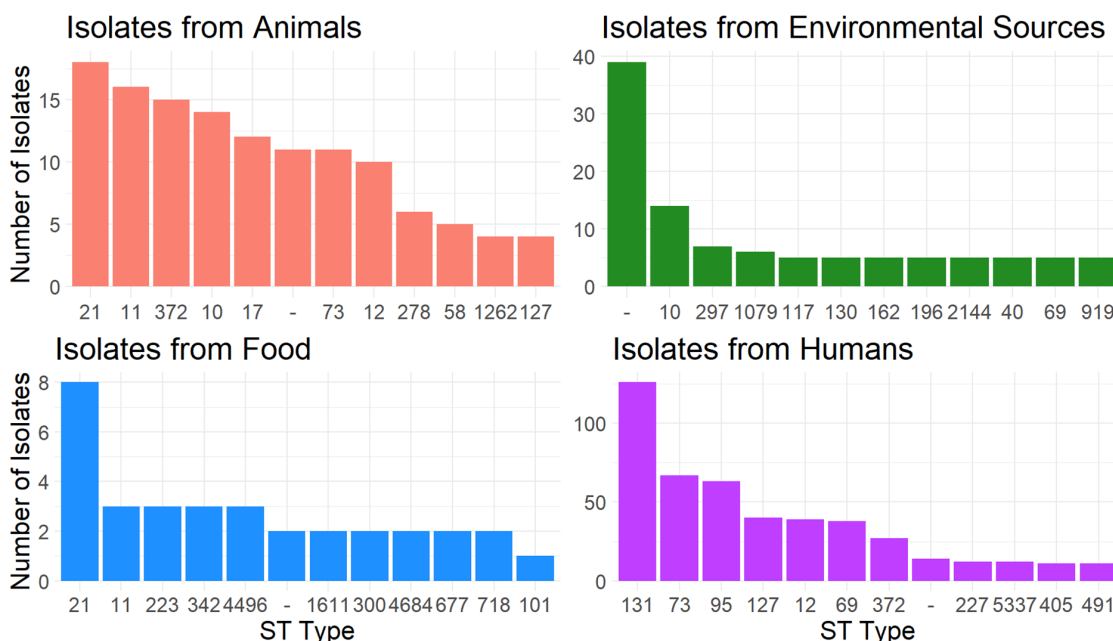 Isolates from Animals
Number of Isolates
15
10
5
0
21 11 372 10 17 - 73 12 278 58 1262 127
Isolates from Environmental Sources
40
30
20
10
0
- 10 297 1079 117 130 162 196 2144 40 69 919
Isolates from Food
Number of Isolates
8
6
4
2
0
21 11 223 342 4496 - 1611 300 4684 677 718 101
ST Type
Isolates from Humans
100
50
0
131 73 95 127 12 69 372 - 227 5337 405 491
ST Type